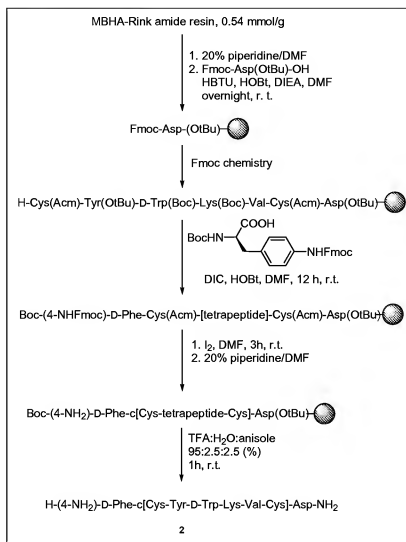 MBHA-Rink amide resin, 0.54 mmol/g
1. 20% piperidine/DMF
2. Fmoc-Asp(OtBu)-OH
HBTU, HOBt, DIEA, DMF
overnight, r. t.
Fmoc-Asp-(OtBu)
Fmoc chemistry
H-Cys(Acm)-Tyr(OtBu)-D-Trp(Boc)-Lys(Boc)-Val-Cys(Acm)-Asp(OtBu)
COOH
BocHN
NHFmoc
DIC, HOBt, DMF, 12 h, r.t.
Boc-(4-NHFmoc)-D-Phe-Cys(Acm)-[tetrapeptide]-Cys(Acm)-Asp(OtBu)
1. I₂, DMF, 3h, r.t.
2. 20% piperidine/DMF
Boc-(4-NH₂)-D-Phe-c[Cys-tetrapeptide-Cys]-Asp(OtBu)
TFA:H₂O:anisole
95:2.5:2.5 (%)
1h, r.t.
H-(4-NH₂)-D-Phe-c[Cys-Tyr-D-Trp-Lys-Val-Cys]-Asp-NH₂
2